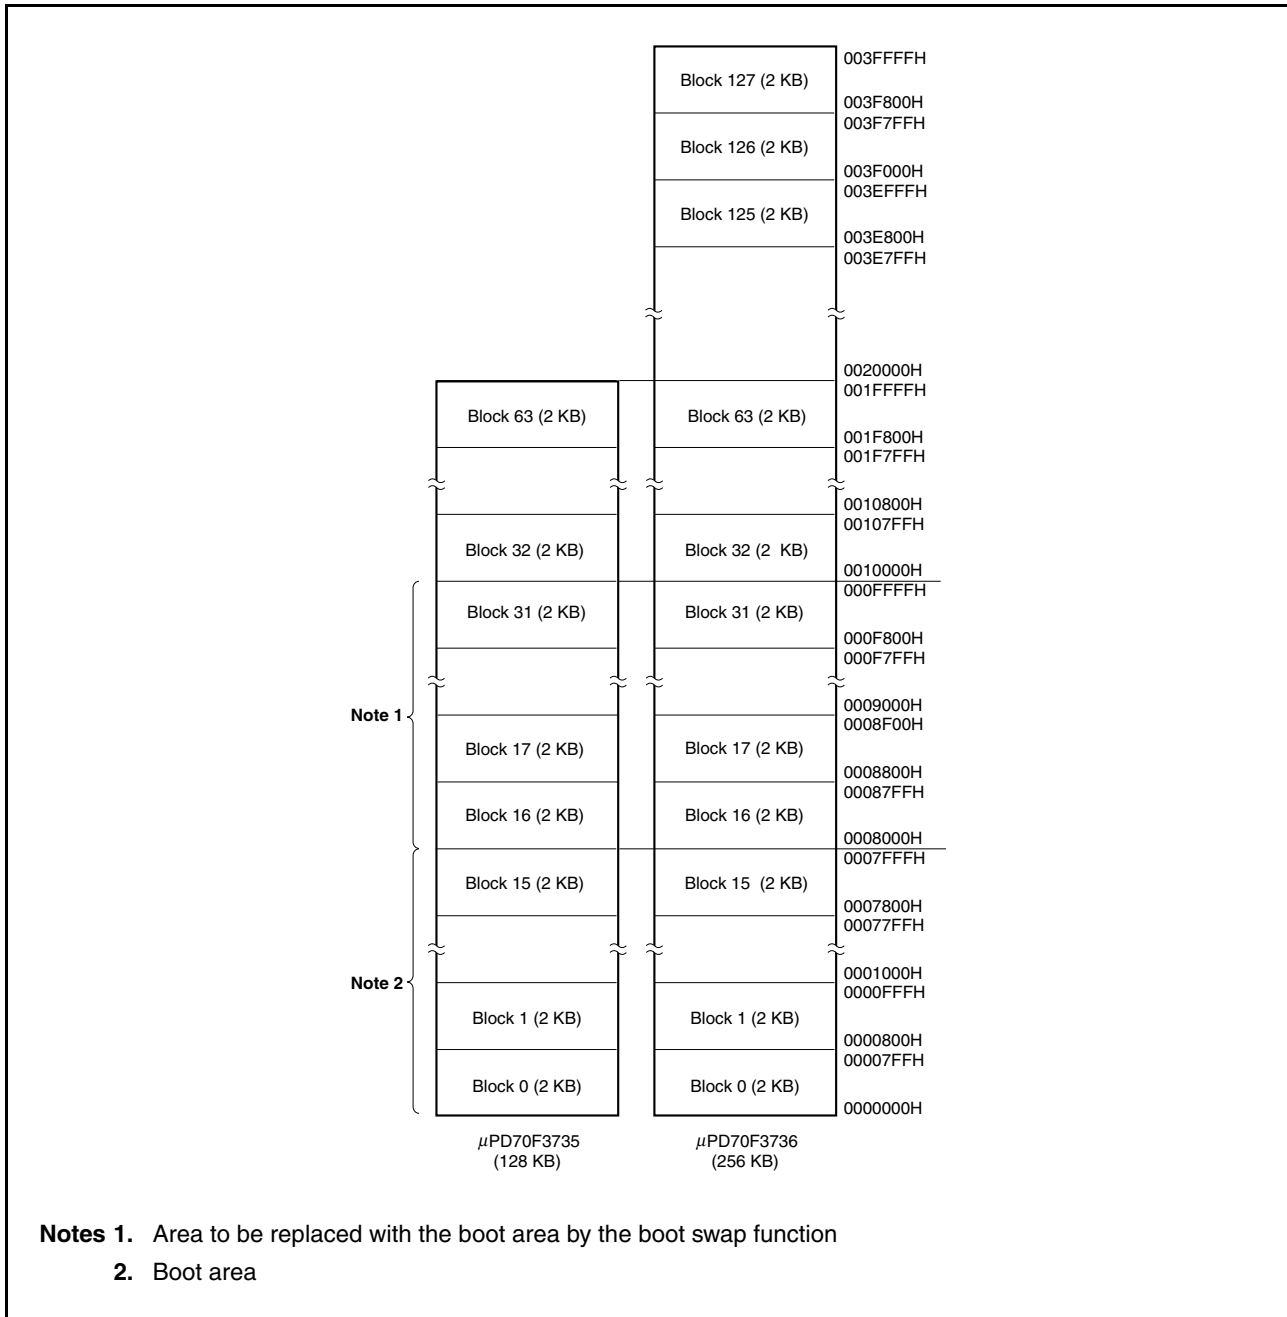 003FFFFH
Block 127 (2 KB)
003F800H
003F7FFH
Block 126 (2 KB)
003F000H
003EFFFH
Block 125 (2 KB)
003E800H
003E7FFH
0020000H
001FFFFH
Block 63 (2 KB) Block 63 (2 KB)
001F800H
001F7FFH
0010800H
00107FFH
Block 32 (2 KB) Block 32 (2 KB)
0010000H
000FFFFH
Block 31 (2 KB) Block 31 (2 KB)
000F800H
000F7FFH
0009000H
Note 1
0008F00H
Block 17 (2 KB) Block 17 (2 KB)
0008800H
00087FFH
Block 16 (2 KB) Block 16 (2 KB)
0008000H
0007FFFH
Block 15 (2 KB) Block 15 (2 KB)
0007800H
00077FFH
0001000H
Note 2
0000FFFH
Block 1 (2 KB) Block 1 (2 KB)
0000800H
00007FFH
Block 0 (2 KB) Block 0 (2 KB)
0000000H
μPD70F3735 μPD70F3736
(128 KB) (256 KB)
Notes 1. Area to be replaced with the boot area by the boot swap function
2. Boot area